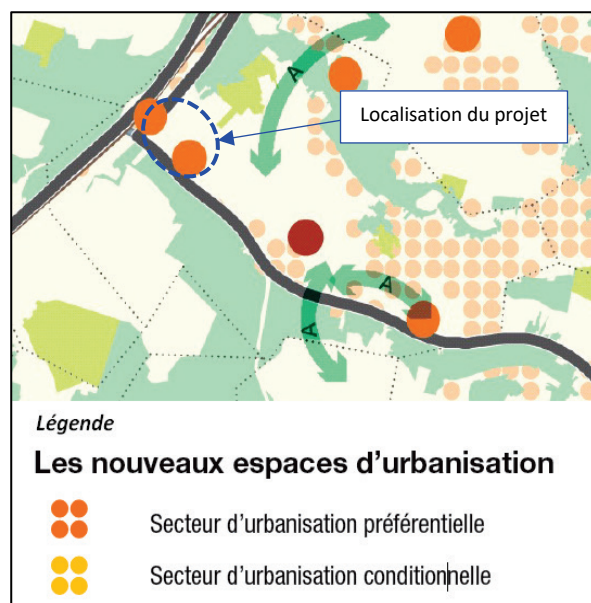 A
Localisation du projet
A
A
Légende
Les nouveaux espaces d'urbanisation
Secteur d'urbanisation préférentielle
Secteur d'urbanisation conditionnelle